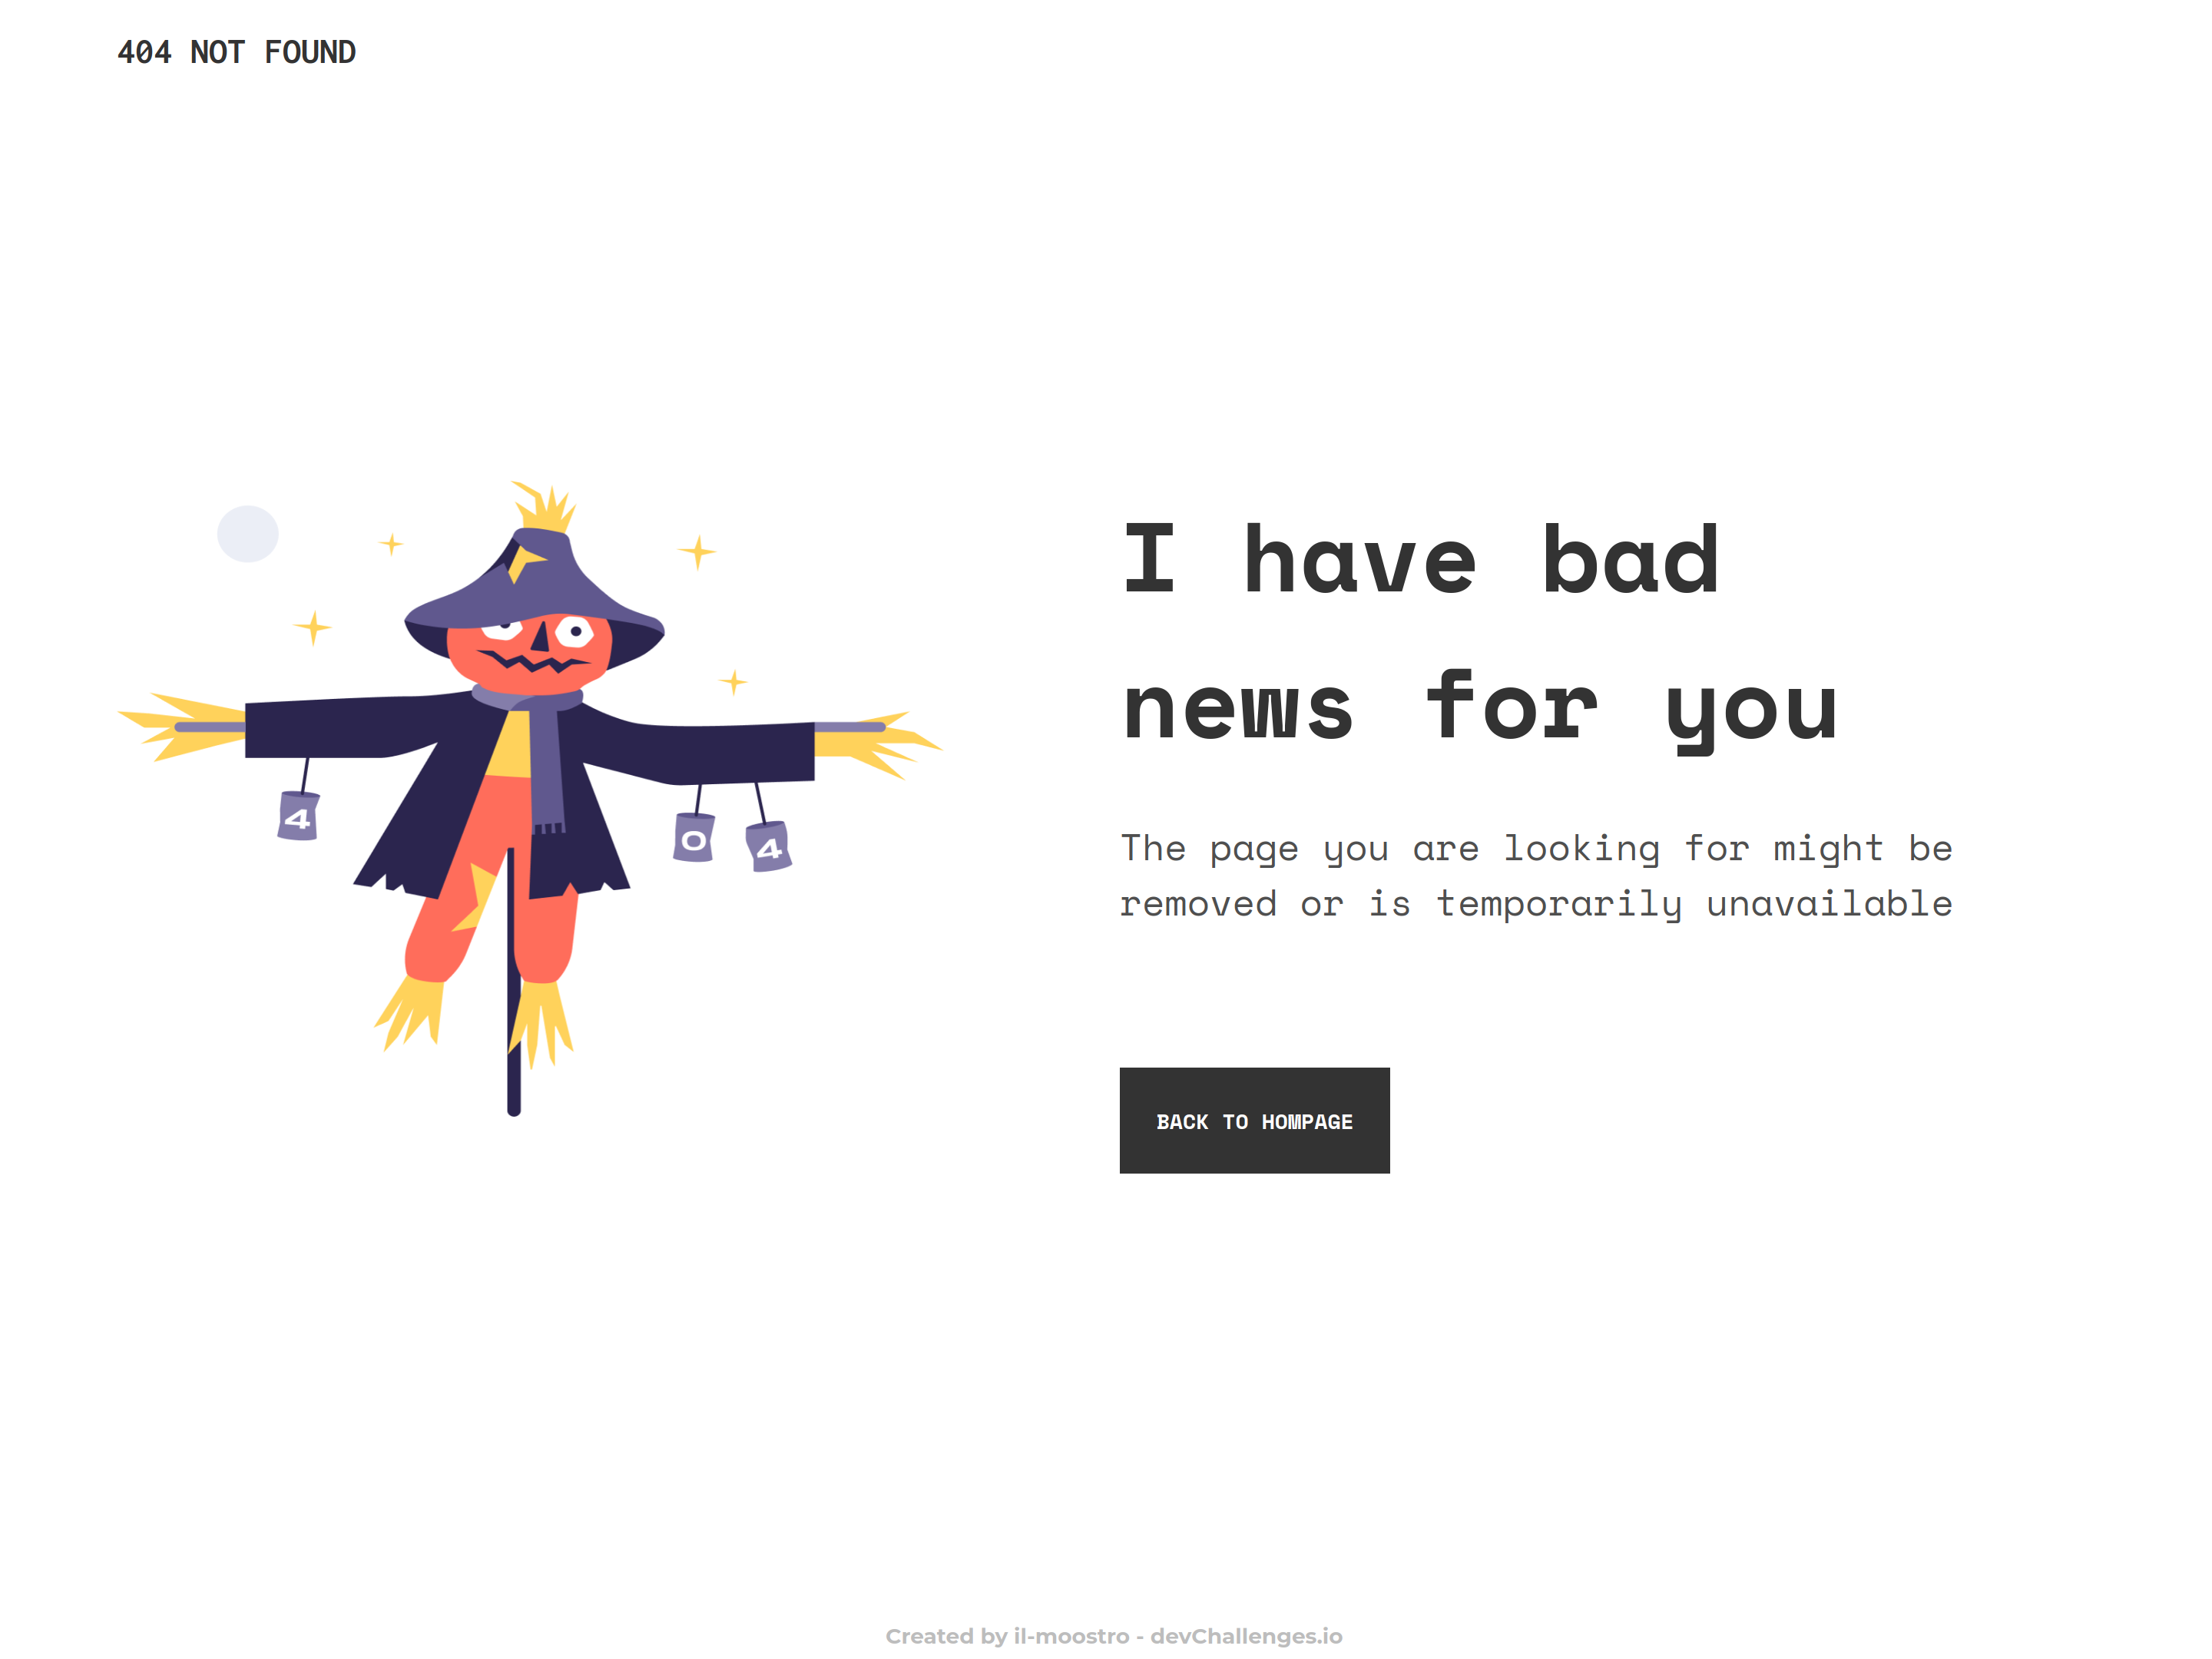 404 NOT FOUND
I have bad
news for you
4
0
4
The page you are looking for might be
removed or is temporarily unavailable
BACK TO HOMPAGE
Created by il-moostro - devChallenges.io